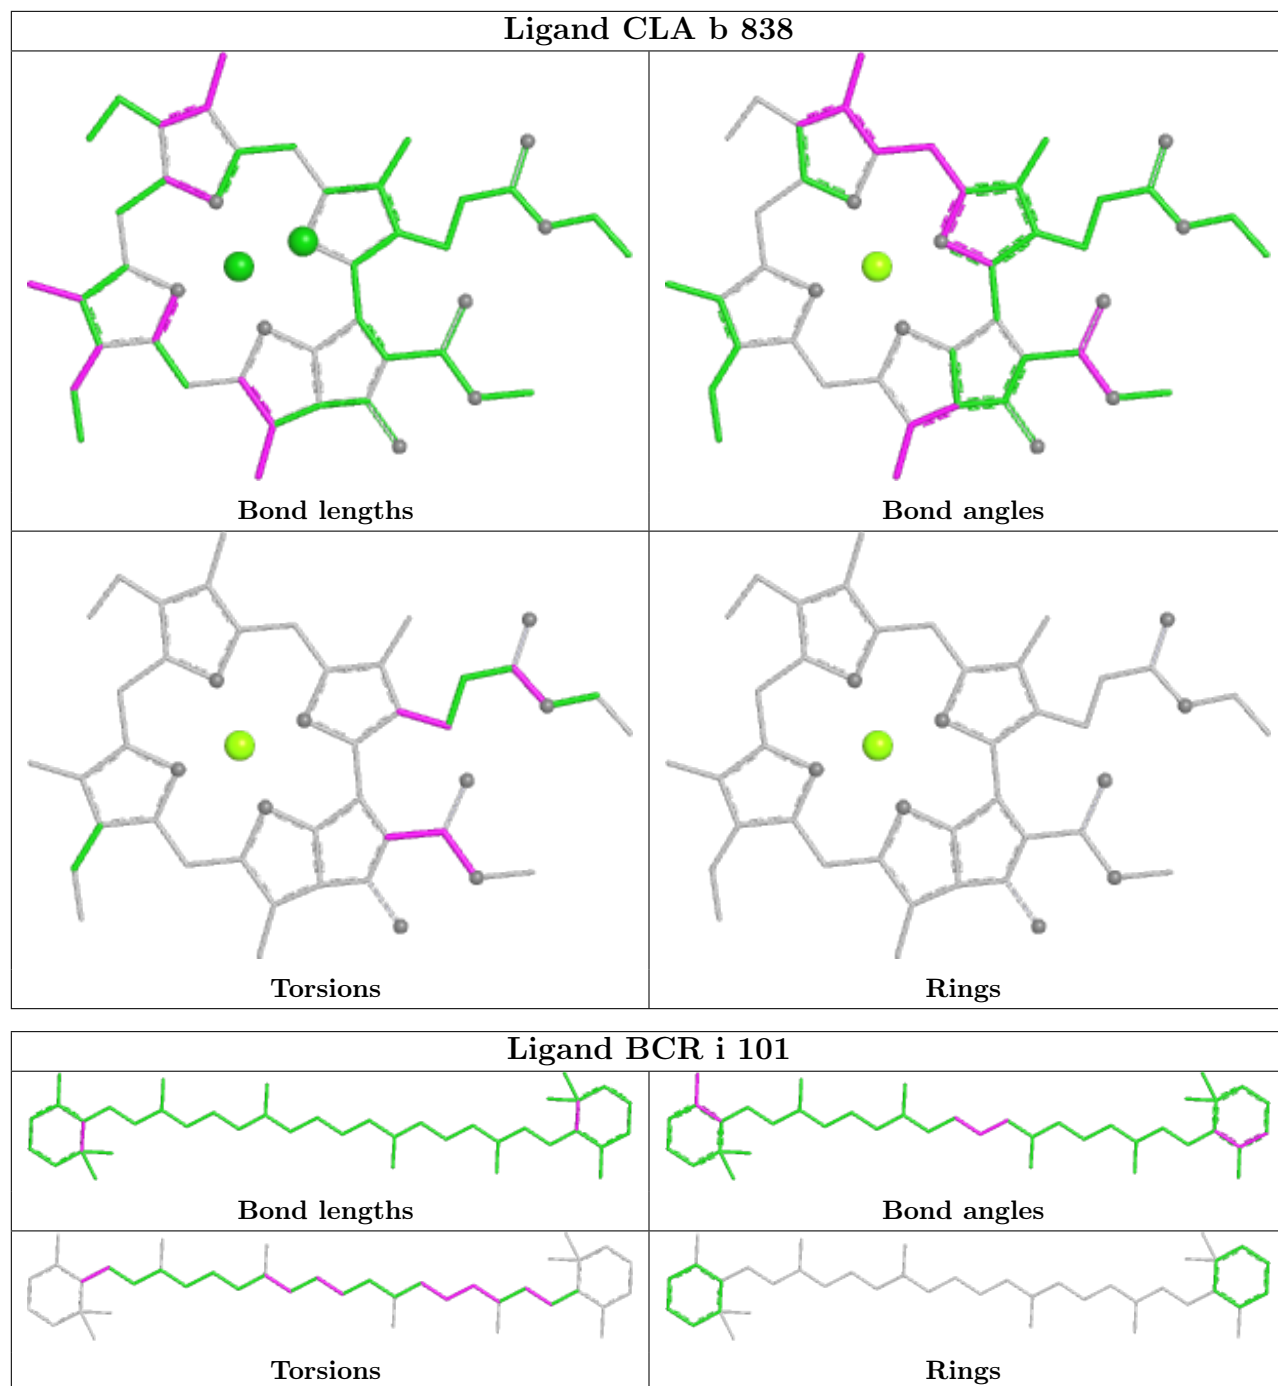 Ligand CLA b 838
Bond lengths
Bond angles
Torsions
Rings
Ligand BCR i 101
Bond lengths
Bond angles
Torsions
Rings